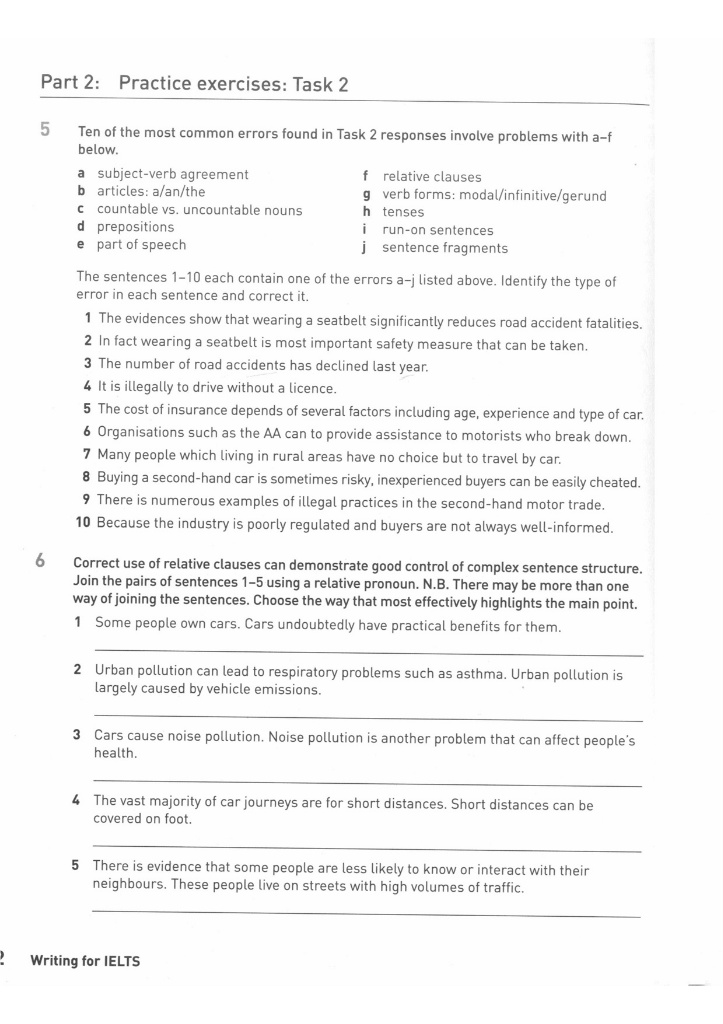 Part 2: Practice exercises: Task 2
5 Ten of the most common errors found in Task 2 responses involve problems with a–f
below.
a subject-verb agreement
b articles: a/an/the
c countable vs. uncountable nouns
d prepositions
e part of speech
f relative clauses
g verb forms: modal/infinitive/gerund
h tenses
i run-on sentences
j sentence fragments
The sentences 1–10 each contain one of the errors a–j listed above. Identify the type of
error in each sentence and correct it.
1 The evidences show that wearing a seatbelt significantly reduces road accident fatalities.
2 In fact wearing a seatbelt is most important safety measure that can be taken.
3 The number of road accidents has declined last year.
4 It is illegally to drive without a licence.
5 The cost of insurance depends of several factors including age, experience and type of car.
6 Organisations such as the AA can to provide assistance to motorists who break down.
7 Many people which living in rural areas have no choice but to travel by car.
8 Buying a second-hand car is sometimes risky, inexperienced buyers can be easily cheated.
9 There is numerous examples of illegal practices in the second-hand motor trade.
10 Because the industry is poorly regulated and buyers are not always well-informed.
6 Correct use of relative clauses can demonstrate good control of complex sentence structure.
Join the pairs of sentences 1–5 using a relative pronoun. N.B. There may be more than one
way of joining the sentences. Choose the way that most effectively highlights the main point.
1 Some people own cars. Cars undoubtedly have practical benefits for them.
2 Urban pollution can lead to respiratory problems such as asthma. Urban pollution is
largely caused by vehicle emissions.
3 Cars cause noise pollution. Noise pollution is another problem that can affect people's
health.
4 The vast majority of car journeys are for short distances. Short distances can be
covered on foot.
5 There is evidence that some people are less likely to know or interact with their
neighbours. These people live on streets with high volumes of traffic.
Writing for IELTS